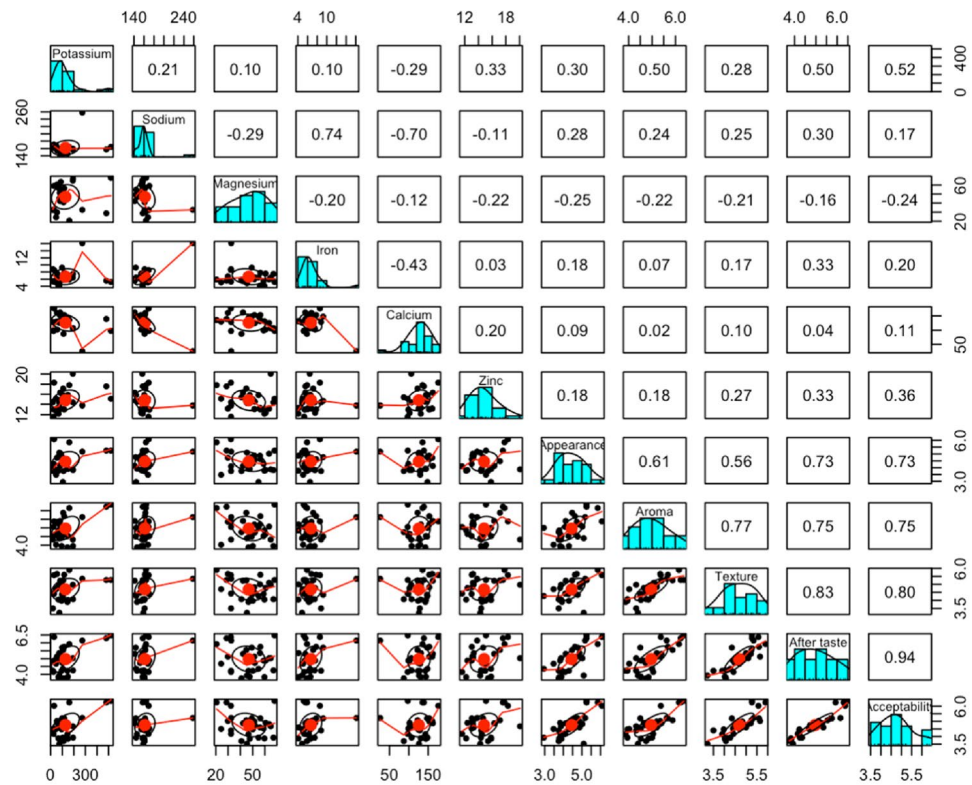 140 240 4 10 12 18 4.0 6.0 4.0 6.0
Potassium 0.21 0.10 0.10 -0.29 0.33 0.30 0.50 0.28 0.50 0.52 0 400
140 260 Sodium -0.29 0.74 -0.70 -0.11 0.28 0.24 0.25 0.30 0.17
Magnesium -0.20 -0.12 -0.22 -0.25 -0.22 -0.21 -0.16 -0.24 20 60
4 12 Iron -0.43 0.03 0.18 0.07 0.17 0.33 0.20
Calcium 0.20 0.09 0.02 0.10 0.04 0.11 50
12 20 Zinc 0.18 0.18 0.27 0.33 0.36
Appearance 0.61 0.56 0.73 0.73 3.0 6.0
4.0 Aroma 0.77 0.75 0.75
Texture 0.83 0.80 3.5 6.0
4.0 6.5 After taste 0.94
Acceptability 3.5 6.0
0 300 20 50 50 150 3.0 5.0 3.5 5.5 3.5 5.5